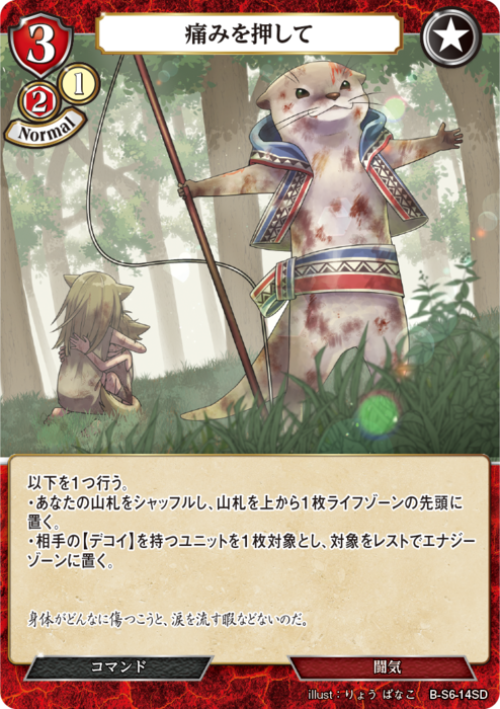 3
痛みを押して
2
1
Normal
以下を1つ行う。
・あなたの山札をシャッフルし、山札を上から1枚ライフゾーンの先頭に
置く。
・相手の【デコイ】を持つユニットを1枚対象とし、対象をレストでエナジー
ゾーンに置く。
身体がどんなに傷つこうと、涙を流す暇などないのだ。
コマンド
闘気
illust：りょう ばなこ B-S6-14SD